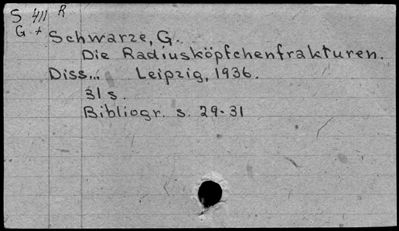 S 411 R
G +
Schwarze, G.
Die Radiusköpfchenfrakturen.
Diss... Leipzig, 1936.
31 s.
Bibliogr. s. 29-31